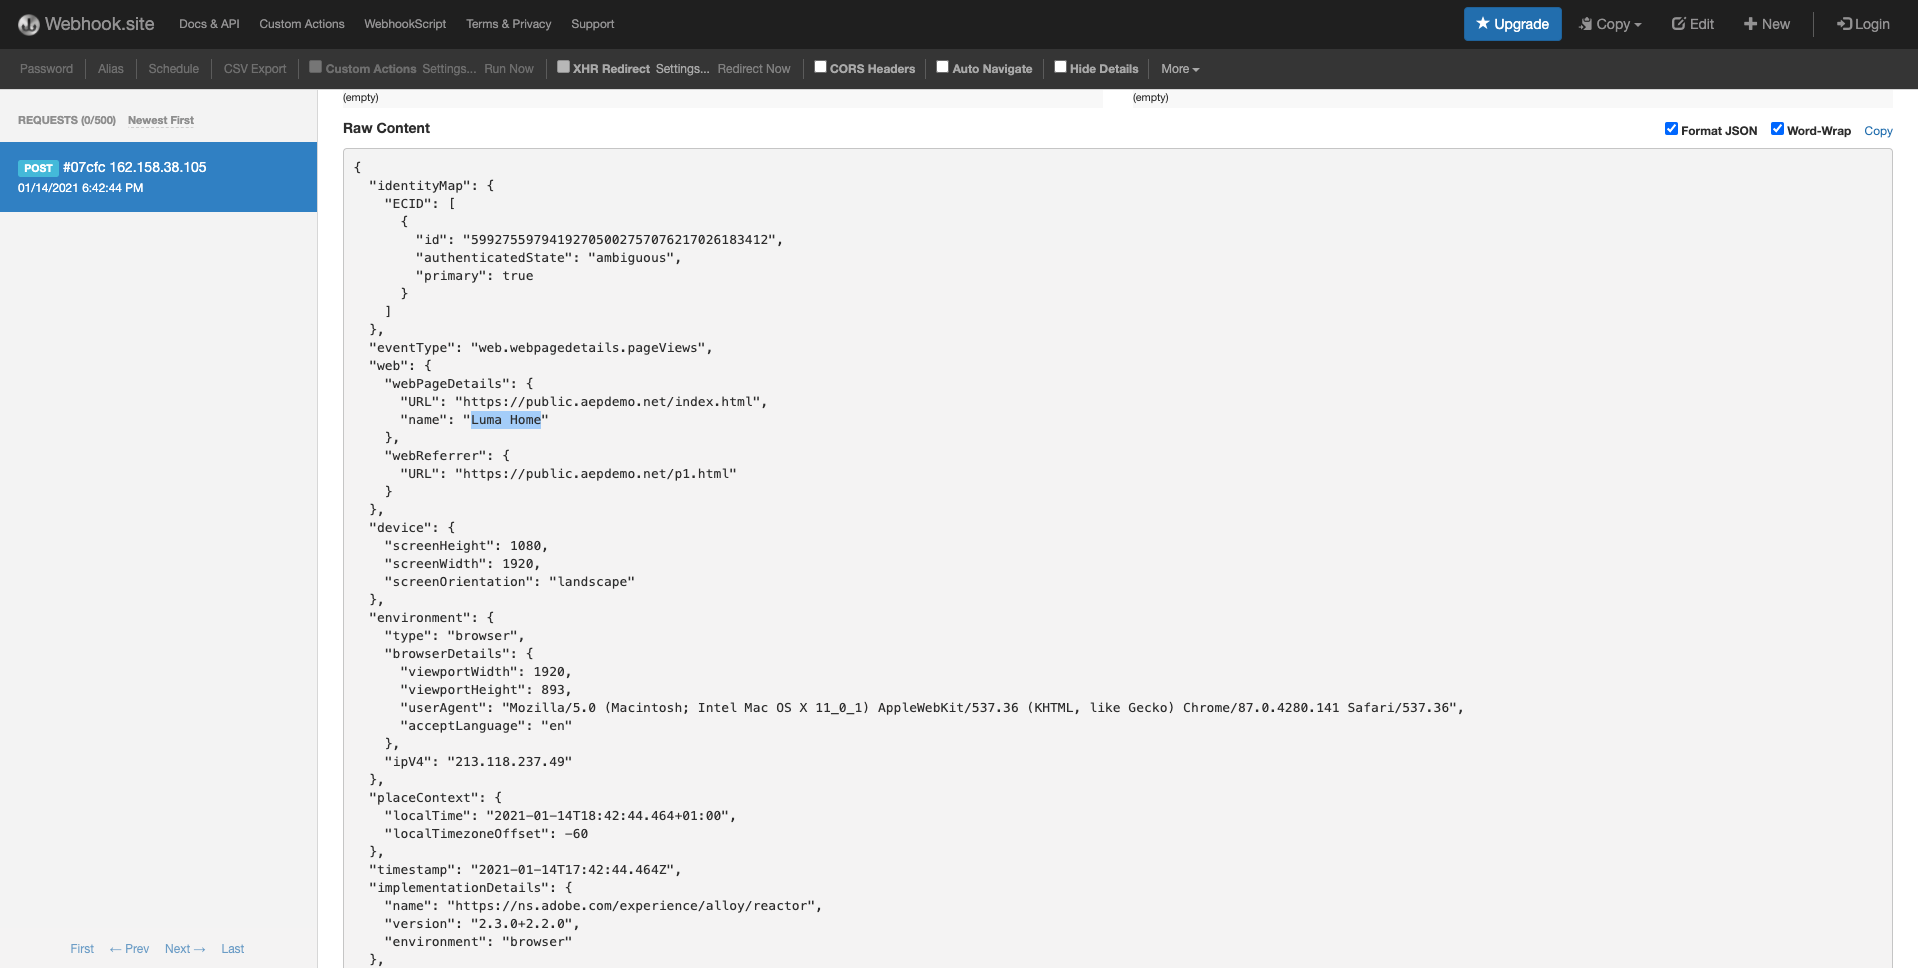 Webhook.site Docs & API Custom Actions WebhookScript Terms & Privacy Support Upgrade Copy Edit New Login
Password Alias Schedule CSV Export Custom Actions Settings... Run Now XHR Redirect Settings... Redirect Now CORS Headers Auto Navigate Hide Details More
REQUESTS (0/500) Newest First
POST #07cfc 162.158.38.105
01/14/2021 6:42:44 PM
First ← Prev Next → Last
(empty) (empty)
Raw Content Format JSON Word-Wrap Copy
{
"identityMap": {
"ECID": [
{
"id": "59927559794192705002757076217026183412",
"authenticatedState": "ambiguous",
"primary": true
}
]
},
"eventType": "web.webpagedetails.pageViews",
"web": {
"webPageDetails": {
"URL": "https://public.aepdemo.net/index.html",
"name": "Luma Home"
},
"webReferrer": {
"URL": "https://public.aepdemo.net/p1.html"
}
},
"device": {
"screenHeight": 1080,
"screenWidth": 1920,
"screenOrientation": "landscape"
},
"environment": {
"type": "browser",
"browserDetails": {
"viewportWidth": 1920,
"viewportHeight": 893,
"userAgent": "Mozilla/5.0 (Macintosh; Intel Mac OS X 11_0_1) AppleWebKit/537.36 (KHTML, like Gecko) Chrome/87.0.4280.141 Safari/537.36",
"acceptLanguage": "en"
},
"ipV4": "213.118.237.49"
},
"placeContext": {
"localTime": "2021-01-14T18:42:44.464+01:00",
"localTimezoneOffset": -60
},
"timestamp": "2021-01-14T17:42:44.464Z",
"implementationDetails": {
"name": "https://ns.adobe.com/experience/alloy/reactor",
"version": "2.3.0+2.2.0",
"environment": "browser"
},